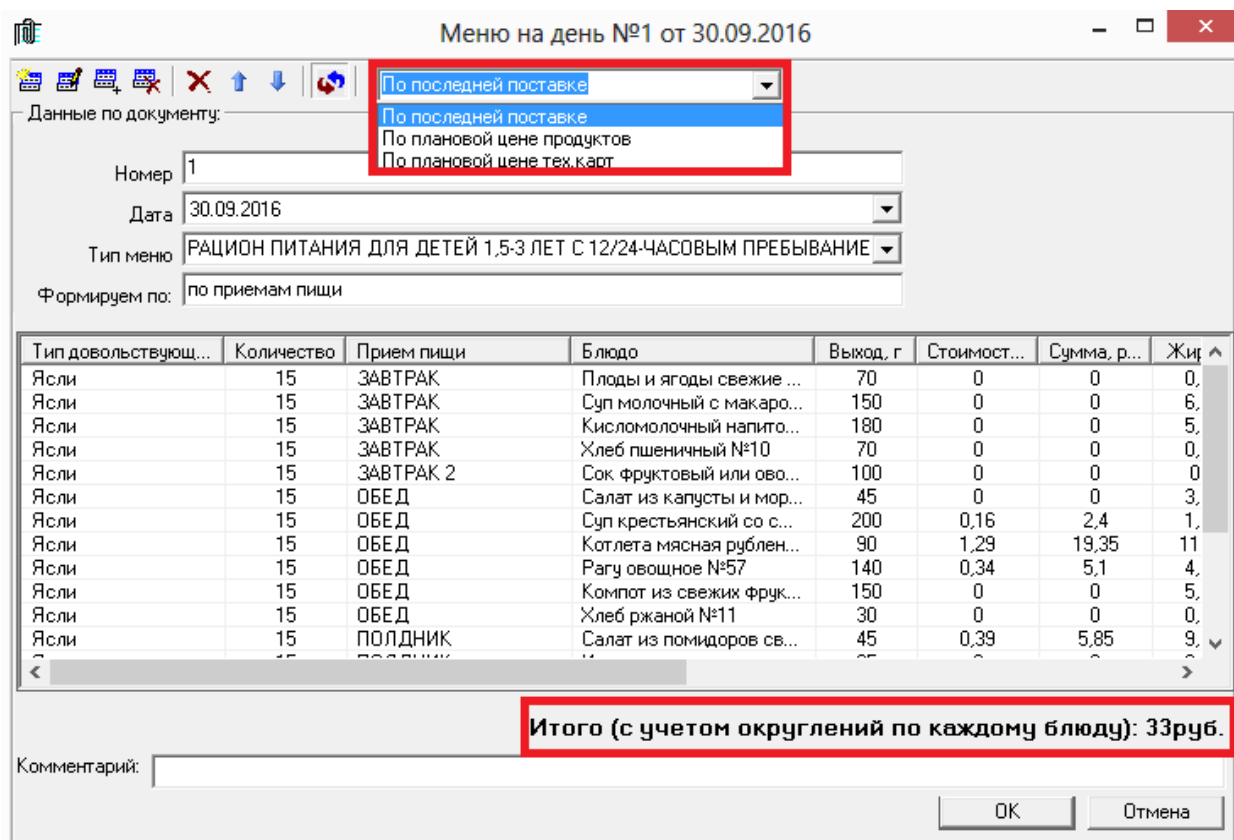 Меню на день №1 от 30.09.2016
По последней поставке
Данные по документу:
По последней поставке
По плановой цене продуктов
По плановой цене тех.карт
Номер 1
Дата 30.09.2016
Тип меню РАЦИОН ПИТАНИЯ ДЛЯ ДЕТЕЙ 1,5-3 ЛЕТ С 12/24-ЧАСОВЫМ ПРЕБЫВАНИЕ
Формируем по: по приемам пищи
Тип довольствующ... Количество Прием пищи Блюдо Выход, г Стоимост... Сумма, р... Жир
Ясли 15 ЗАВТРАК Плоды и ягоды свежие ... 70 0 0 0,
Ясли 15 ЗАВТРАК Суп молочный с макаро... 150 0 0 6,
Ясли 15 ЗАВТРАК Кисломолочный напито... 180 0 0 5,
Ясли 15 ЗАВТРАК Хлеб пшеничный №10 70 0 0 0,
Ясли 15 ЗАВТРАК 2 Сок фруктовый или ово... 100 0 0 0
Ясли 15 ОБЕД Салат из капусты и мор... 45 0 0 3,
Ясли 15 ОБЕД Суп крестьянский со с... 200 0,16 2,4 1,
Ясли 15 ОБЕД Котлета мясная рублен... 90 1,29 19,35 11
Ясли 15 ОБЕД Рагу овощное №57 140 0,34 5,1 4,
Ясли 15 ОБЕД Компот из свежих фрук... 150 0 0 5,
Ясли 15 ОБЕД Хлеб ржаной №11 30 0 0 0,
Ясли 15 ПОЛДНИК Салат из помидоров св... 45 0,39 5,85 9,
Итого (с учетом округлений по каждому блюду): 33руб.
Комментарий:
OK Отмена